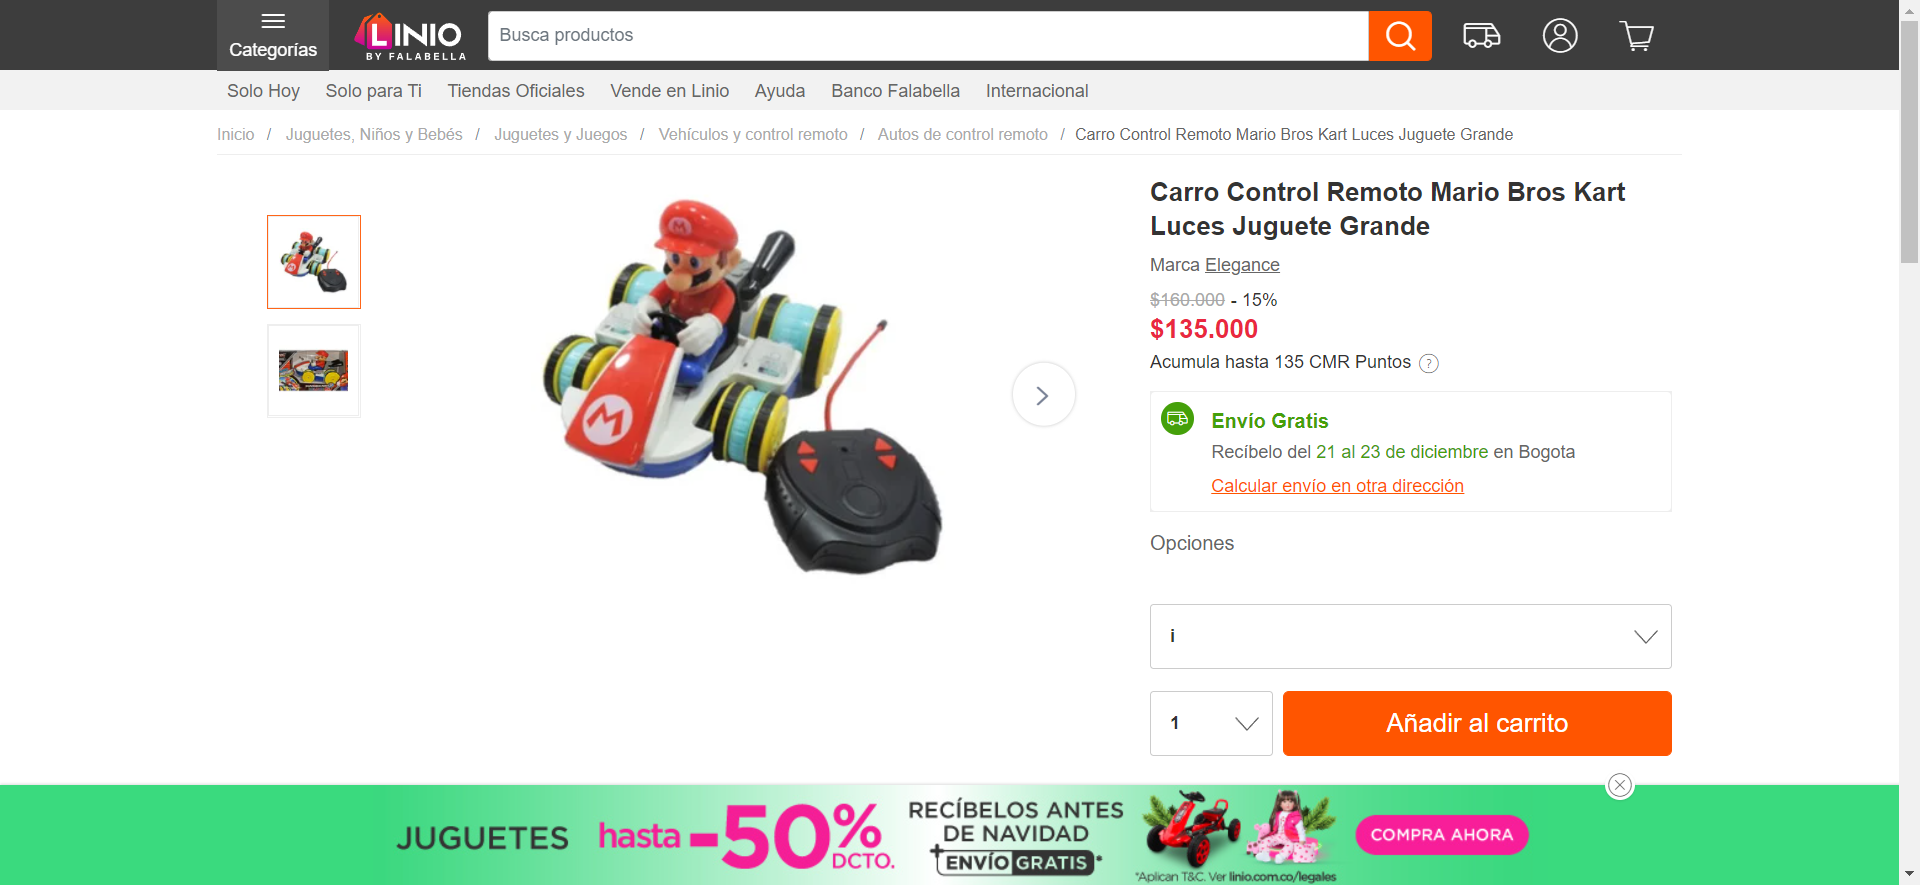 Categorías
LINIO
BY FALABELLA
Busca productos
Solo Hoy
Solo para Ti
Tiendas Oficiales
Vende en Linio
Ayuda
Banco Falabella
Internacional
Inicio / Juguetes, Niños y Bebés / Juguetes y Juegos / Vehículos y control remoto / Autos de control remoto / Carro Control Remoto Mario Bros Kart Luces Juguete Grande
M
M
Carro Control Remoto Mario Bros Kart
Luces Juguete Grande
Marca Elegance
$160.000 - 15%
$135.000
Acumula hasta 135 CMR Puntos ?
Envío Gratis
Recíbelo del 21 al 23 de diciembre en Bogota
Calcular envío en otra dirección
Opciones
i
1
Añadir al carrito
JUGUETES
hasta -50%
DCTO.
RECÍBELOS ANTES
DE NAVIDAD
+ENVÍO GRATIS*
*Aplican T&C. Ver linio.com.co/legales
COMPRA AHORA